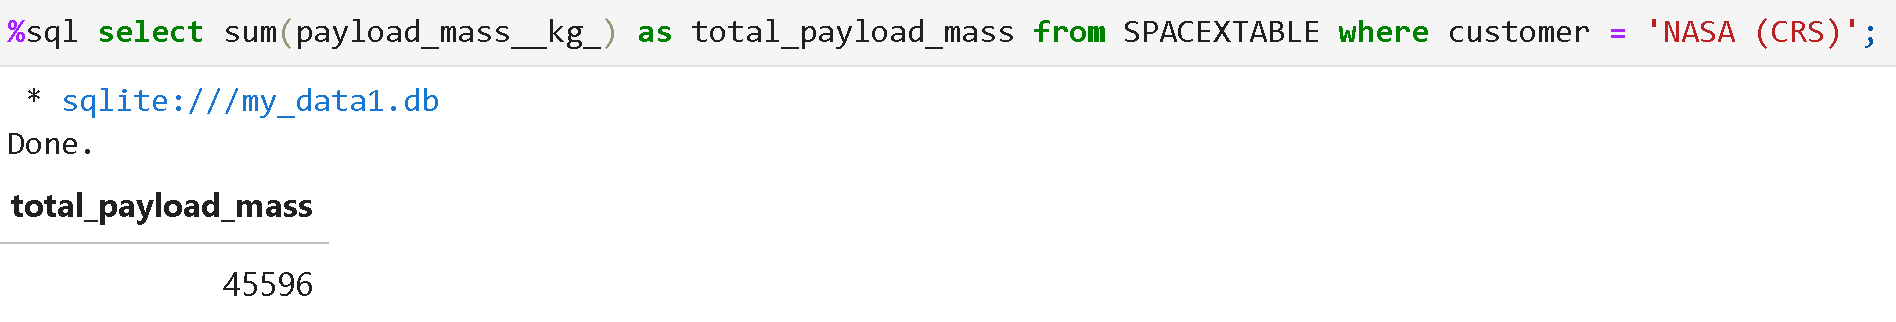 %sql select sum(payload_mass__kg_) as total_payload_mass from SPACEXTABLE where customer = 'NASA (CRS)';
* sqlite:///my_data1.db
Done.
total_payload_mass
45596